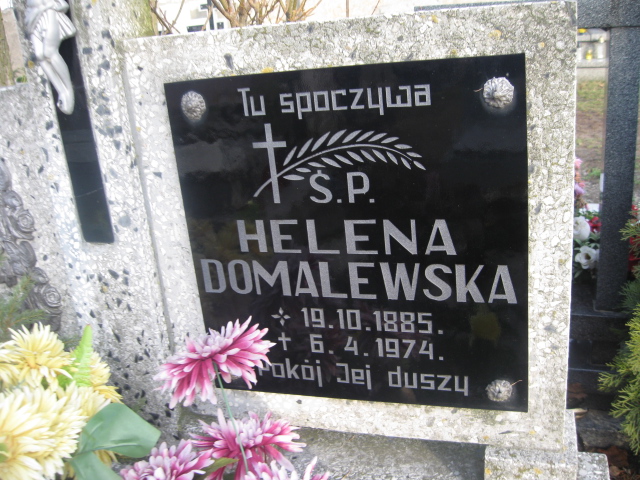 Tu spoczywa
Ś.P.
HELENA
DOMALEWSKA
19.10.1885.
6.4.1974.
Pokój Jej duszy